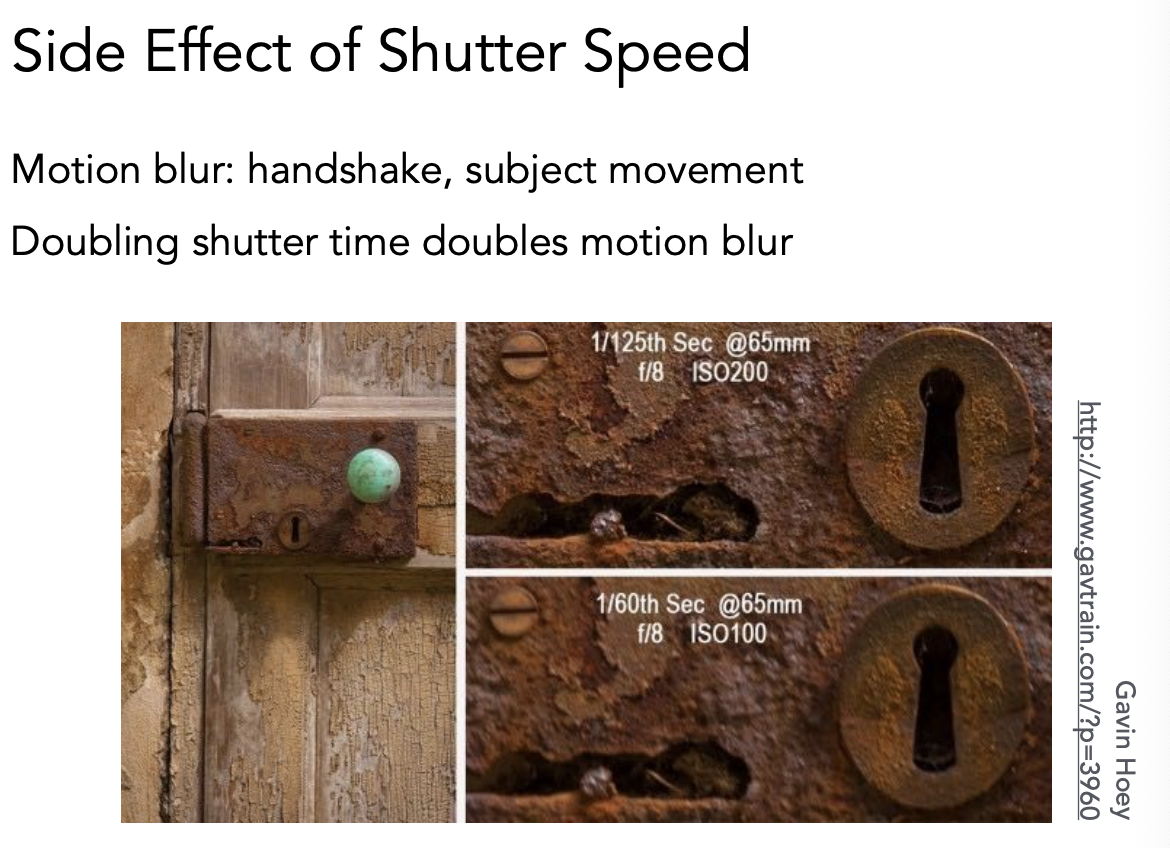 Side Effect of Shutter Speed
Motion blur: handshake, subject movement
Doubling shutter time doubles motion blur
1/125th Sec @65mm
f/8 ISO200
1/60th Sec @65mm
f/8 ISO100
Gavin Hoey
http://www.gavtrain.com/?p=3960